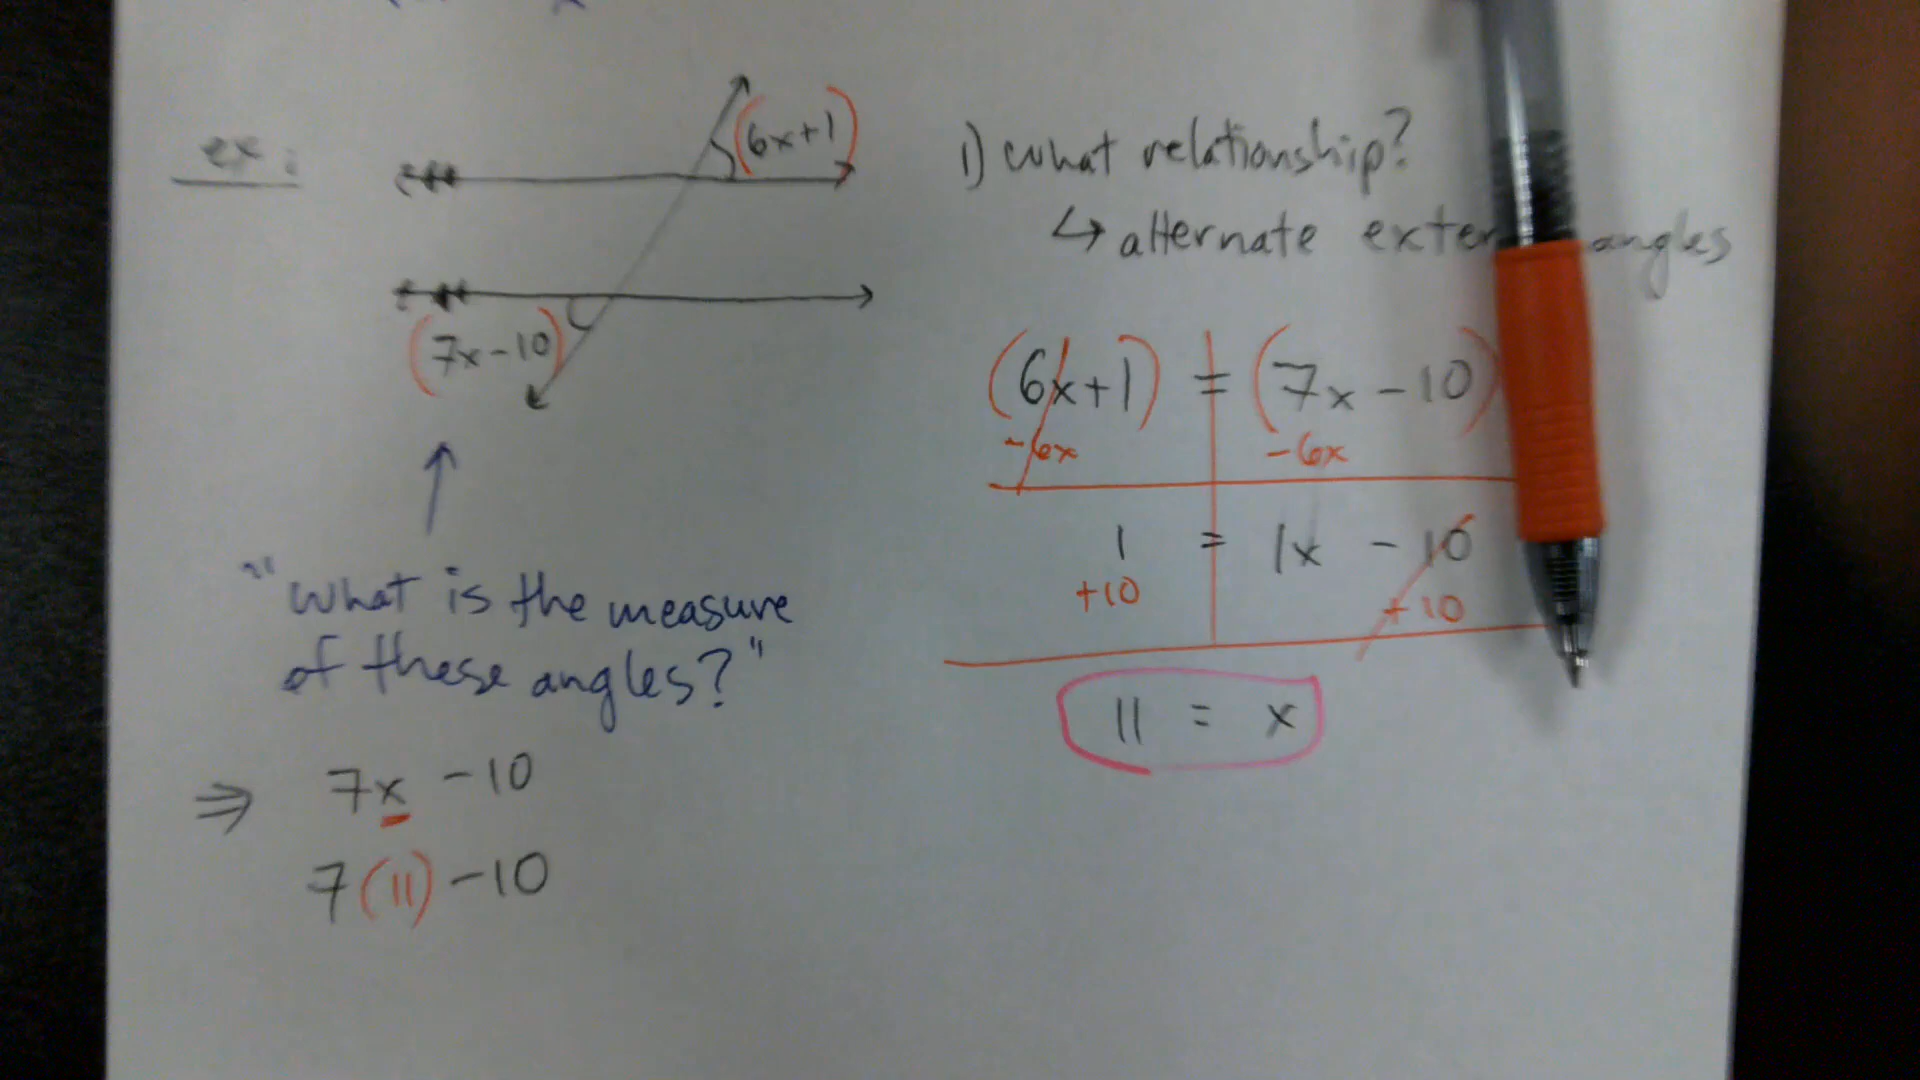 ex:
(6x+1)
(7x-10)
"What is the measure
of these angles?"
⇒ 7x -10
7(11) -10
1) what relationship?
↳ alternate angles
(6x+1) = (7x-10)
-6x -6x
1 = 1x - 10
+10 +10
11 = x